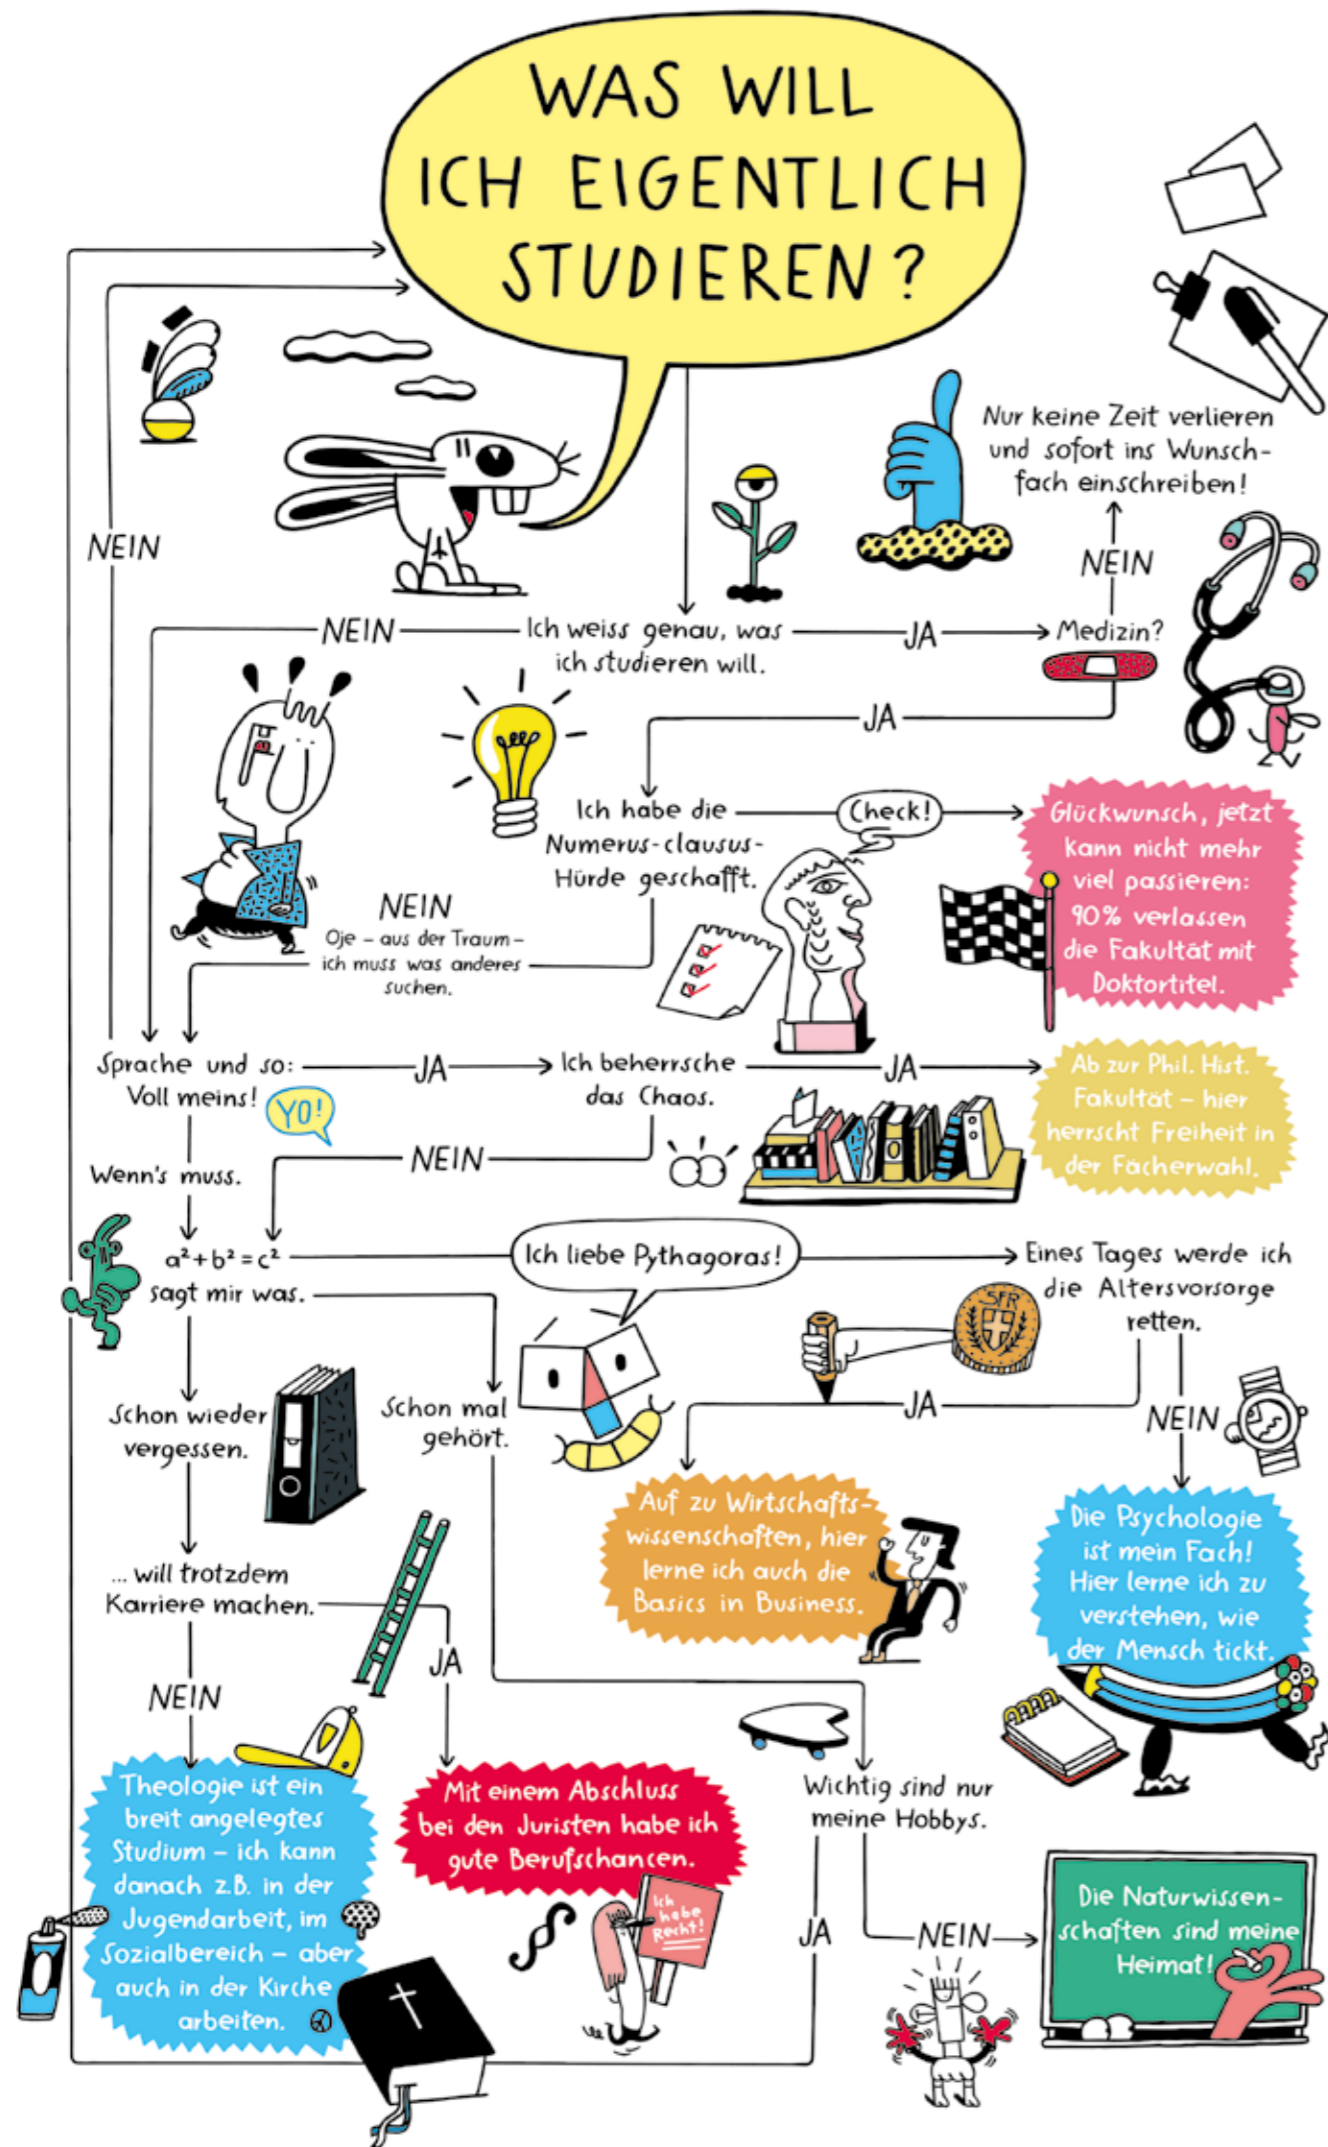 WAS WILL
ICH EIGENTLICH
STUDIEREN?
Nur keine Zeit verlieren
und sofort ins Wunsch-
fach einschreiben!
NEIN
NEIN
NEIN
Ich weiss genau, was
ich studieren will.
JA
Medizin?
JA
Ich habe die
Numerus-clausus-
Hürde geschafft.
Check!
Glückwunsch, jetzt
kann nicht mehr
viel passieren:
90% verlassen
die Fakultät mit
Doktortitel.
NEIN
Oje – aus der Traum –
ich muss was anderes
suchen.
Sprache und so:
Voll meins!
YO!
JA
Ich beherrsche
das Chaos.
JA
Ab zur Phil. Hist.
Fakultät – hier
herrscht Freiheit in
der Fächerwahl.
NEIN
Wenn's muss.
a² + b² = c²
sagt mir was.
Ich liebe Pythagoras!
Eines Tages werde ich
die Altersvorsorge
retten.
SFR
JA
NEIN
Schon wieder
vergessen.
Schon mal
gehört.
Auf zu Wirtschafts-
wissenschaften, hier
lerne ich auch die
Basics in Business.
Die Psychologie
ist mein Fach!
Hier lerne ich zu
verstehen, wie
der Mensch tickt.
... will trotzdem
Karriere machen.
JA
NEIN
Theologie ist ein
breit angelegtes
Studium – ich kann
danach z.B. in der
Jugendarbeit, im
Sozialbereich – aber
auch in der Kirche
arbeiten.
Mit einem Abschluss
bei den Juristen habe ich
gute Berufschancen.
Ich
habe
Recht!
§
Wichtig sind nur
meine Hobbys.
JA
NEIN
Die Naturwissen-
schaften sind meine
Heimat!